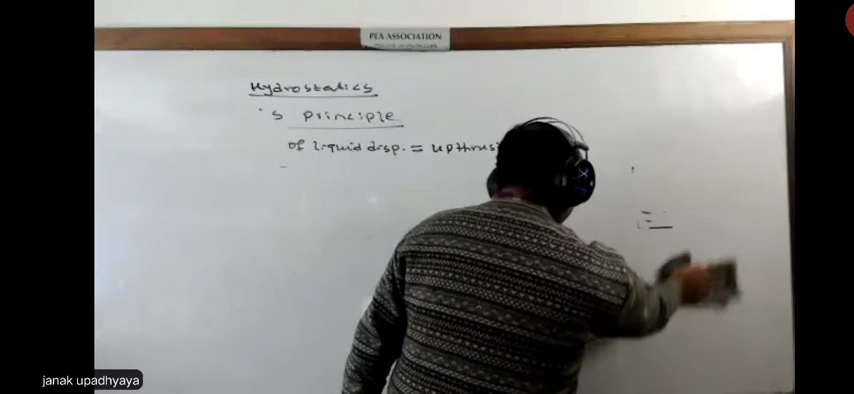 PEA ASSOCIATION
Hydrostatics
's principle
of liquid disp. = upthrus
janak upadhyaya